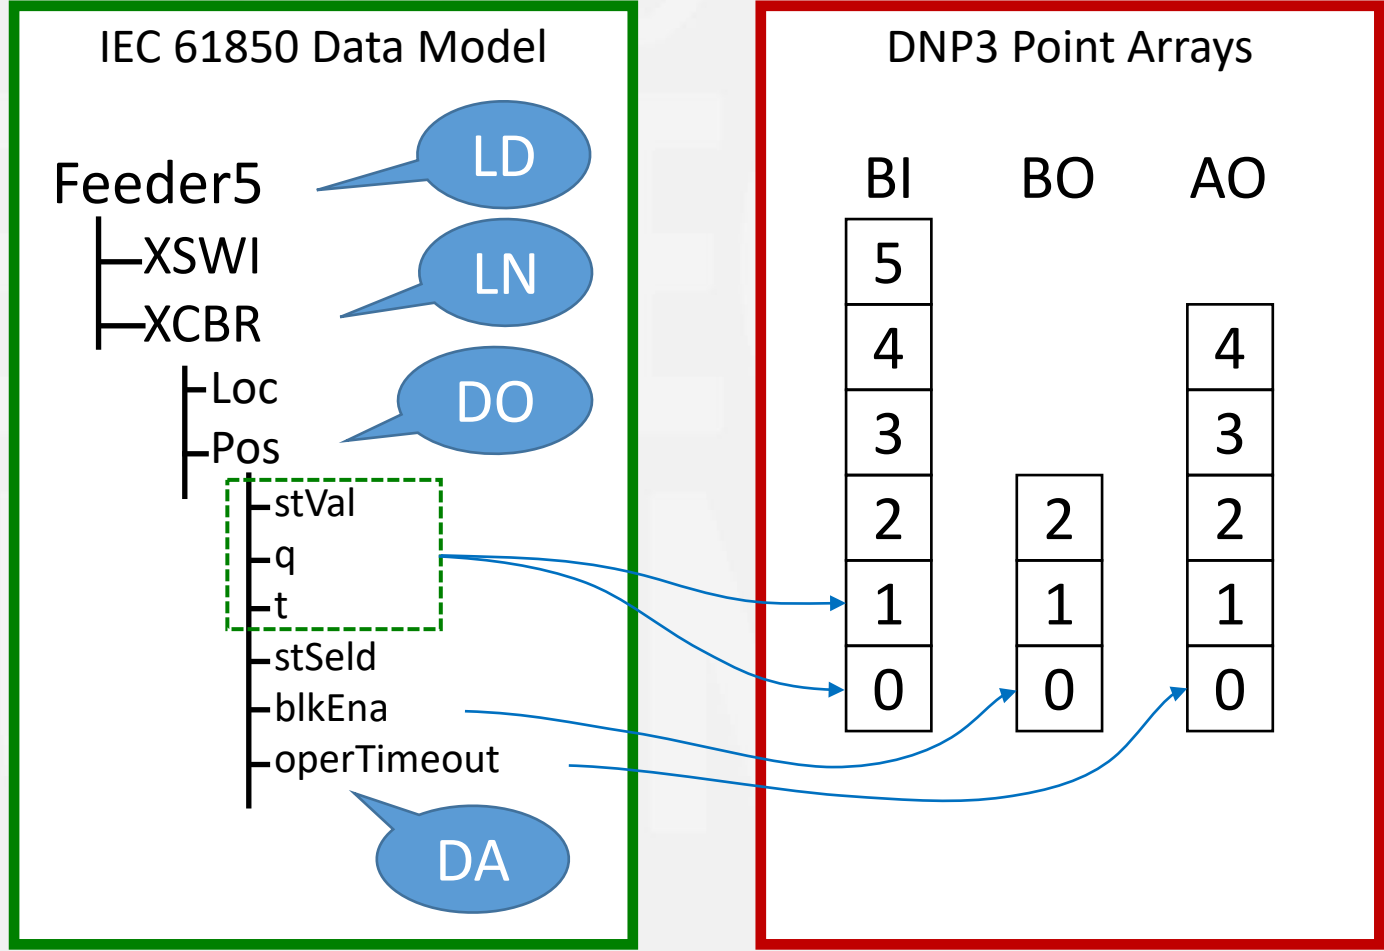 IEC 61850 Data Model
LD
Feeder5
XSWI
LN
XCBR
Loc
DO
Pos
stVal
q
t
stSeld
blkEna
operTimeout
DA
DNP3 Point Arrays
BI BO AO
5
4 4
3 3
2 2 2
1 1 1
0 0 0